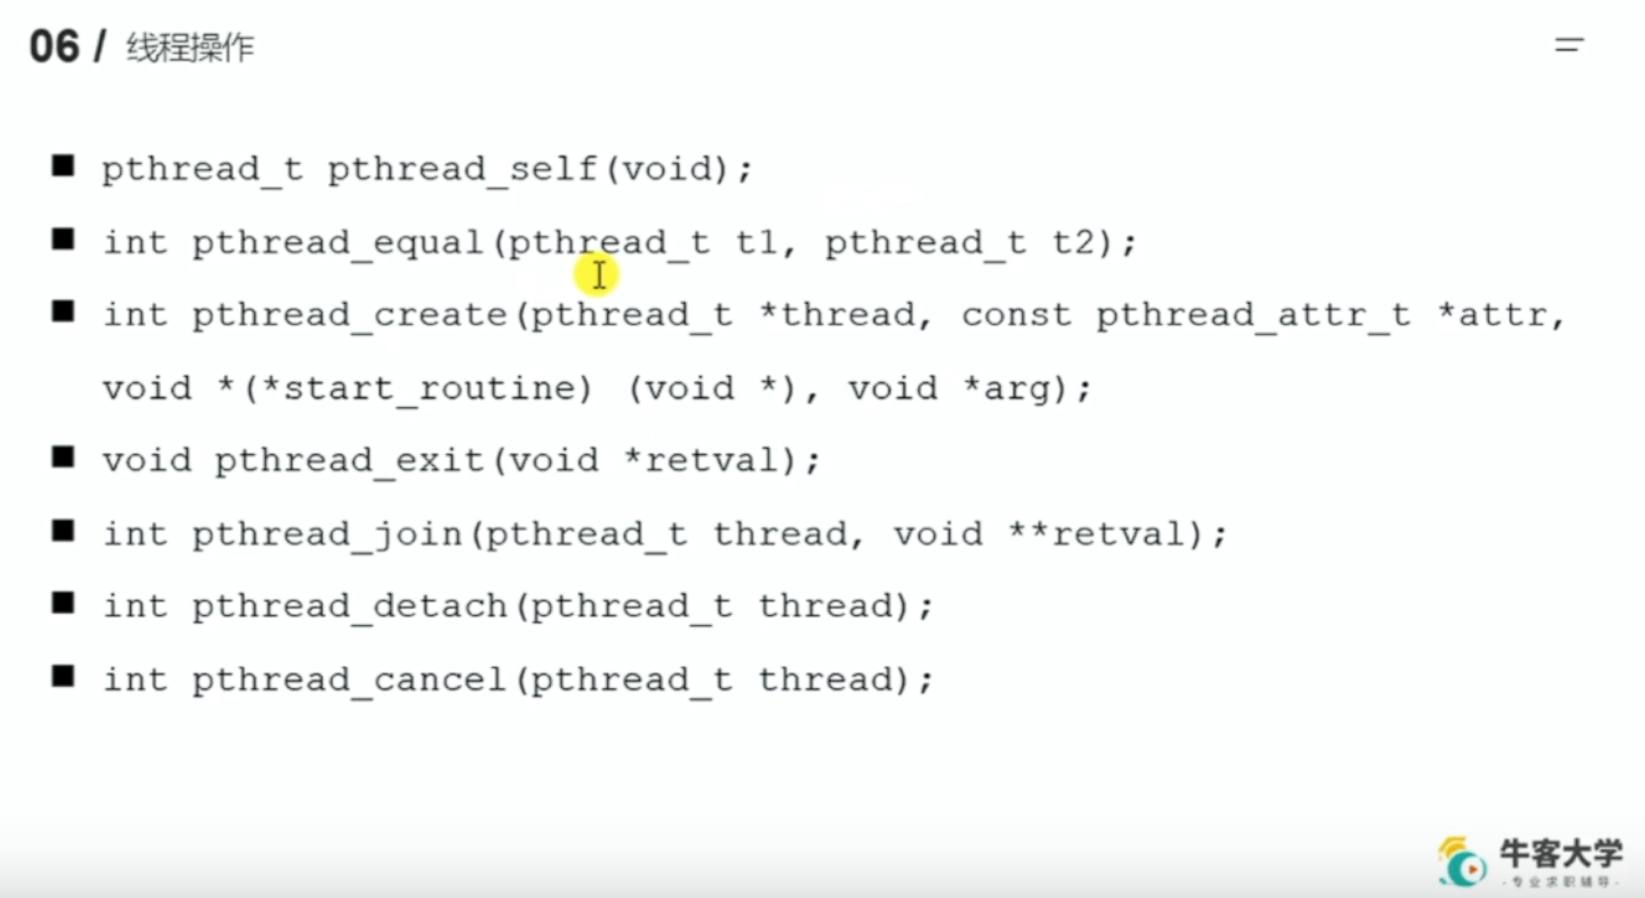 06 / 线程操作
■ pthread_t pthread_self(void);
■ int pthread_equal(pthread_t t1, pthread_t t2);
■ int pthread_create(pthread_t *thread, const pthread_attr_t *attr,
void *(*start_routine) (void *), void *arg);
■ void pthread_exit(void *retval);
■ int pthread_join(pthread_t thread, void **retval);
■ int pthread_detach(pthread_t thread);
■ int pthread_cancel(pthread_t thread);
牛客大学
·专业求职辅导·